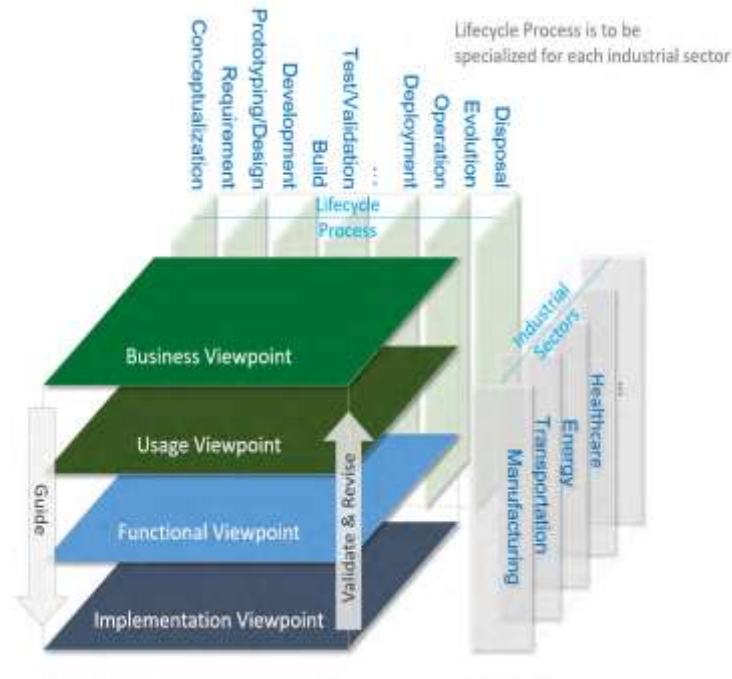 Lifecycle Process is to be
specialized for each industrial sector
Conceptualization
Requirement
Prototyping/Design
Development
Build
Test/Validation
...
Deployment
Operation
Evolution
Disposal
Lifecycle
Process
Industrial
Sectors
Business Viewpoint
Usage Viewpoint
Functional Viewpoint
Implementation Viewpoint
Guide
Validate & Revise
Manufacturing
Transportation
Energy
Healthcare
...